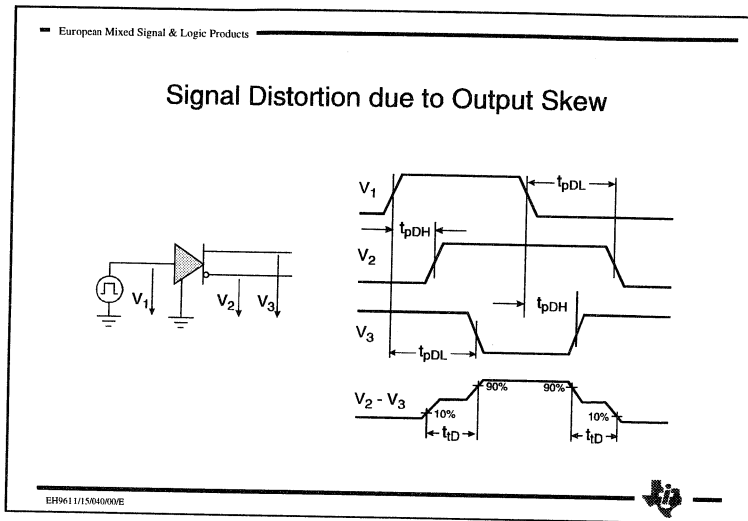 European Mixed Signal & Logic Products
Signal Distortion due to Output Skew
V1
V2
V3
V1
tpDL
tpDH
V2
tpDH
V3
tpDL
V2 - V3
90%
90%
10%
10%
ttD
ttD
EH9611/15/040/00/E